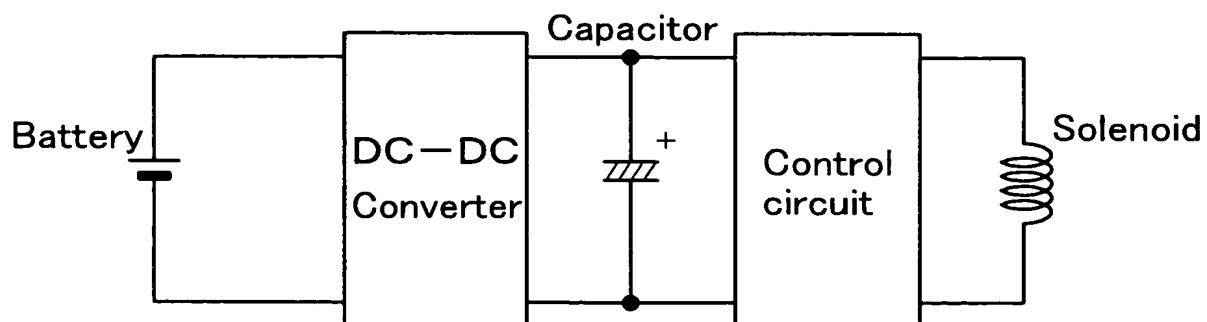 Capacitor
Battery
DC－DC
Converter
+
Control
circuit
Solenoid